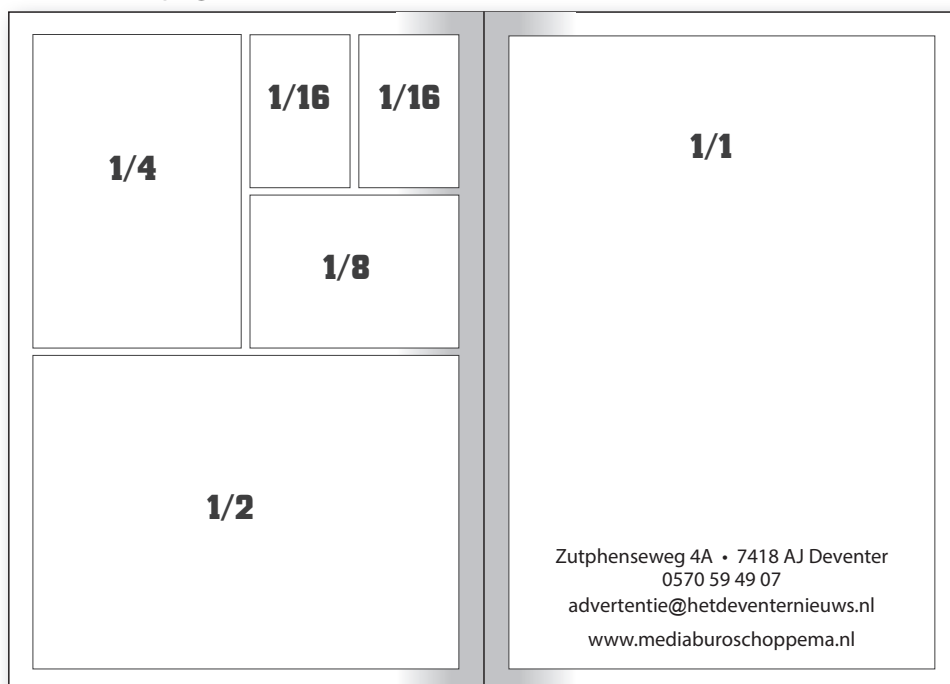 1/4
1/16
1/16
1/8
1/2
1/1
Zutphenseweg 4A • 7418 AJ Deventer
0570 59 49 07
advertentie@hetdeventernieuws.nl
www.mediaburoschoppema.nl